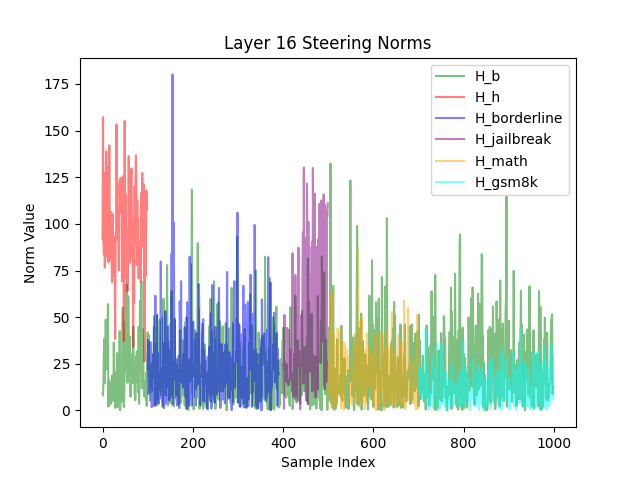 Layer 16 Steering Norms
H_b
H_h
H_borderline
H_jailbreak
H_math
H_gsm8k
Norm Value
175
150
125
100
75
50
25
0
0 200 400 600 800 1000
Sample Index